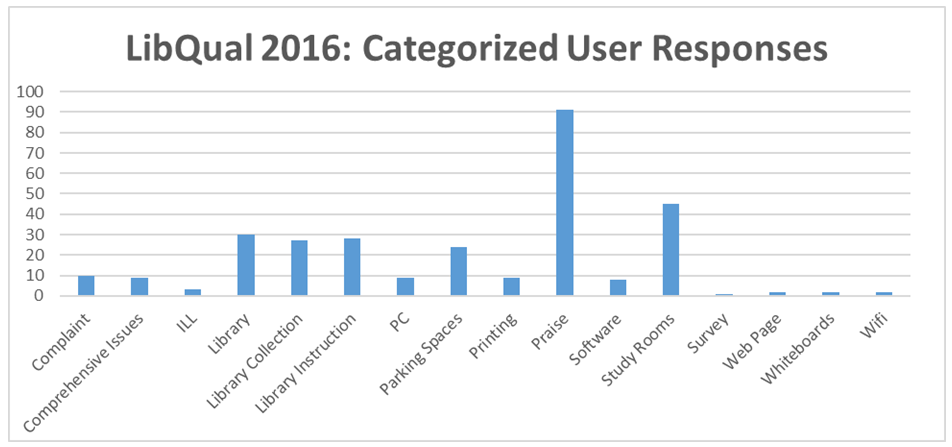 LibQual 2016: Categorized User Responses
100
90
80
70
60
50
40
30
20
10
0
Complaint
Comprehensive Issues
ILL
Library
Library Collection
Library Instruction
PC
Parking Spaces
Printing
Praise
Software
Study Rooms
Survey
Web Page
Whiteboards
Wifi